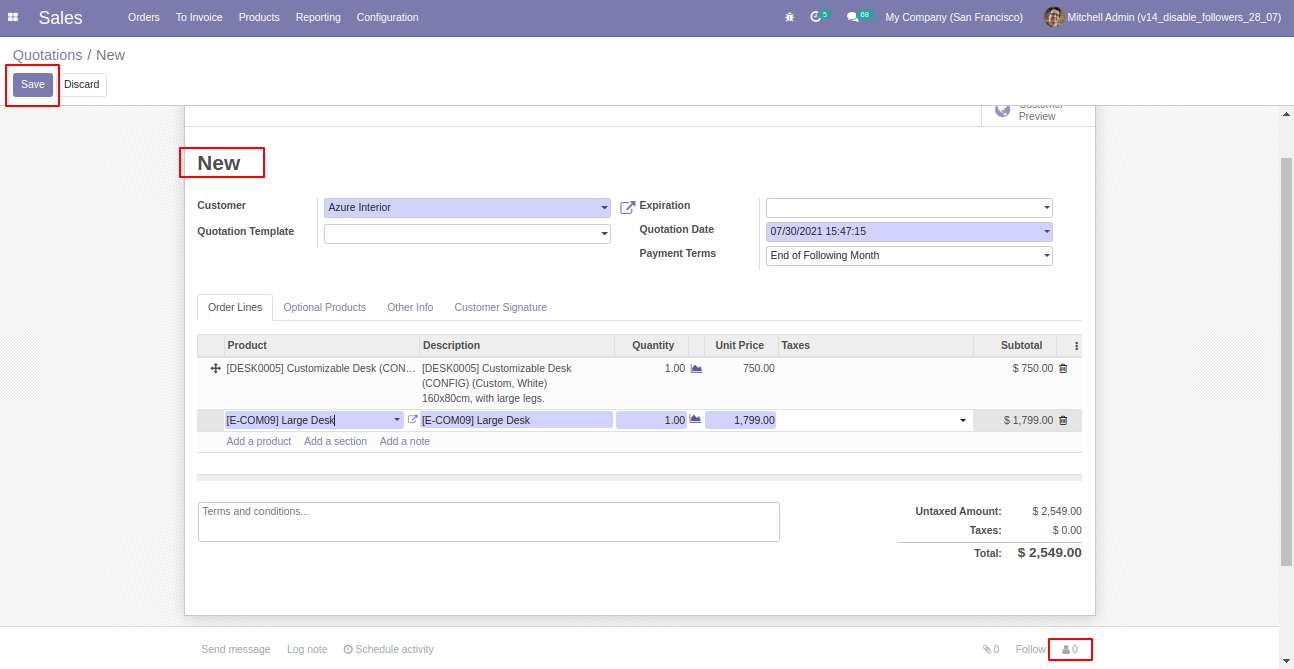 Sales Orders To Invoice Products Reporting Configuration 5 68 My Company (San Francisco) Mitchell Admin (v14_disable_followers_28_07)
Quotations / New
Save Discard
Customer
Preview
New
Customer Azure Interior Expiration
Quotation Template Quotation Date 07/30/2021 15:47:15
Payment Terms End of Following Month
Order Lines Optional Products Other Info Customer Signature
Product Description Quantity Unit Price Taxes Subtotal
[DESK0005] Customizable Desk (CON... [DESK0005] Customizable Desk 1.00 750.00 $ 750.00
(CONFIG) (Custom, White)
160x80cm, with large legs.
[E-COM09] Large Desk [E-COM09] Large Desk 1.00 1,799.00 $ 1,799.00
Add a product Add a section Add a note
Terms and conditions... Untaxed Amount: $ 2,549.00
Taxes: $ 0.00
Total: $ 2,549.00
Send message Log note Schedule activity 0 Follow 0